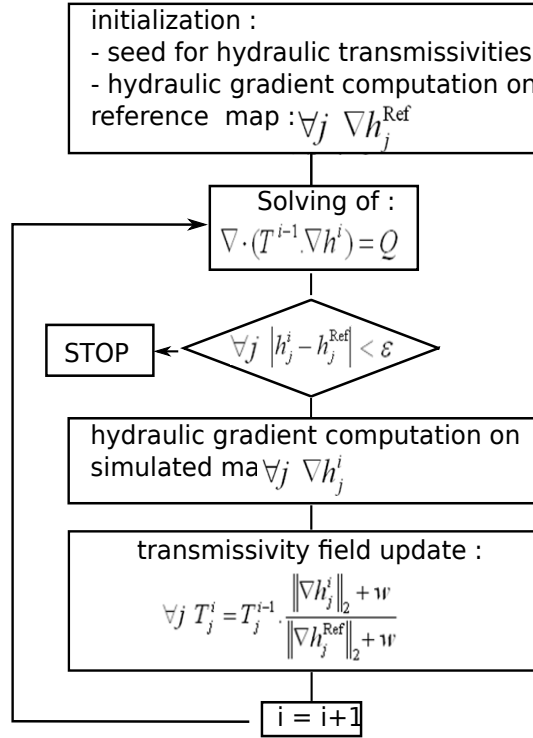 initialization :
- seed for hydraulic transmissivities
- hydraulic gradient computation on
reference map : ∀j ∇h_j^Ref
Solving of :
∇·(T^{i−1}.∇h^i) = Q
∀j |h_j^i − h_j^Ref| < ε
STOP
hydraulic gradient computation on
simulated ma ∀j ∇h_j^i
transmissivity field update :
∀j T_j^i = T_j^{i−1} · (‖∇h_j^i‖_2 + w) / (‖∇h_j^Ref‖_2 + w)
i = i+1